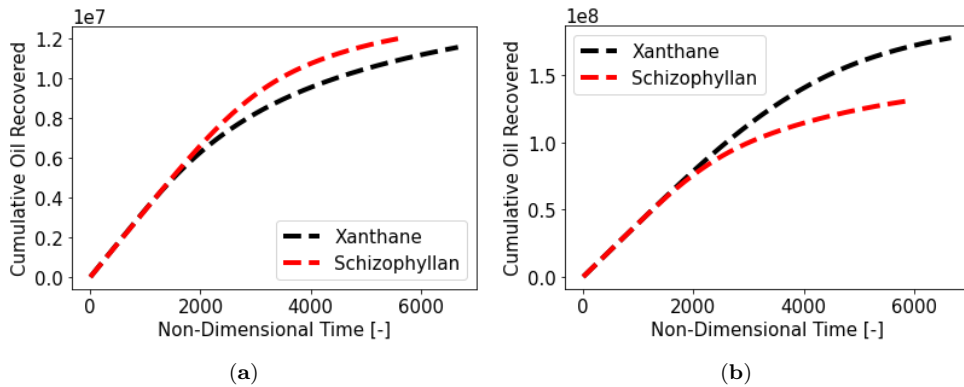 1e7
Cumulative Oil Recovered
1.2
1.0
0.8
0.6
0.4
0.2
0.0
Xanthane
Schizophyllan
0 2000 4000 6000
Non-Dimensional Time [-]
(a)
1e8
Cumulative Oil Recovered
1.5
1.0
0.5
0.0
Xanthane
Schizophyllan
0 2000 4000 6000
Non-Dimensional Time [-]
(b)